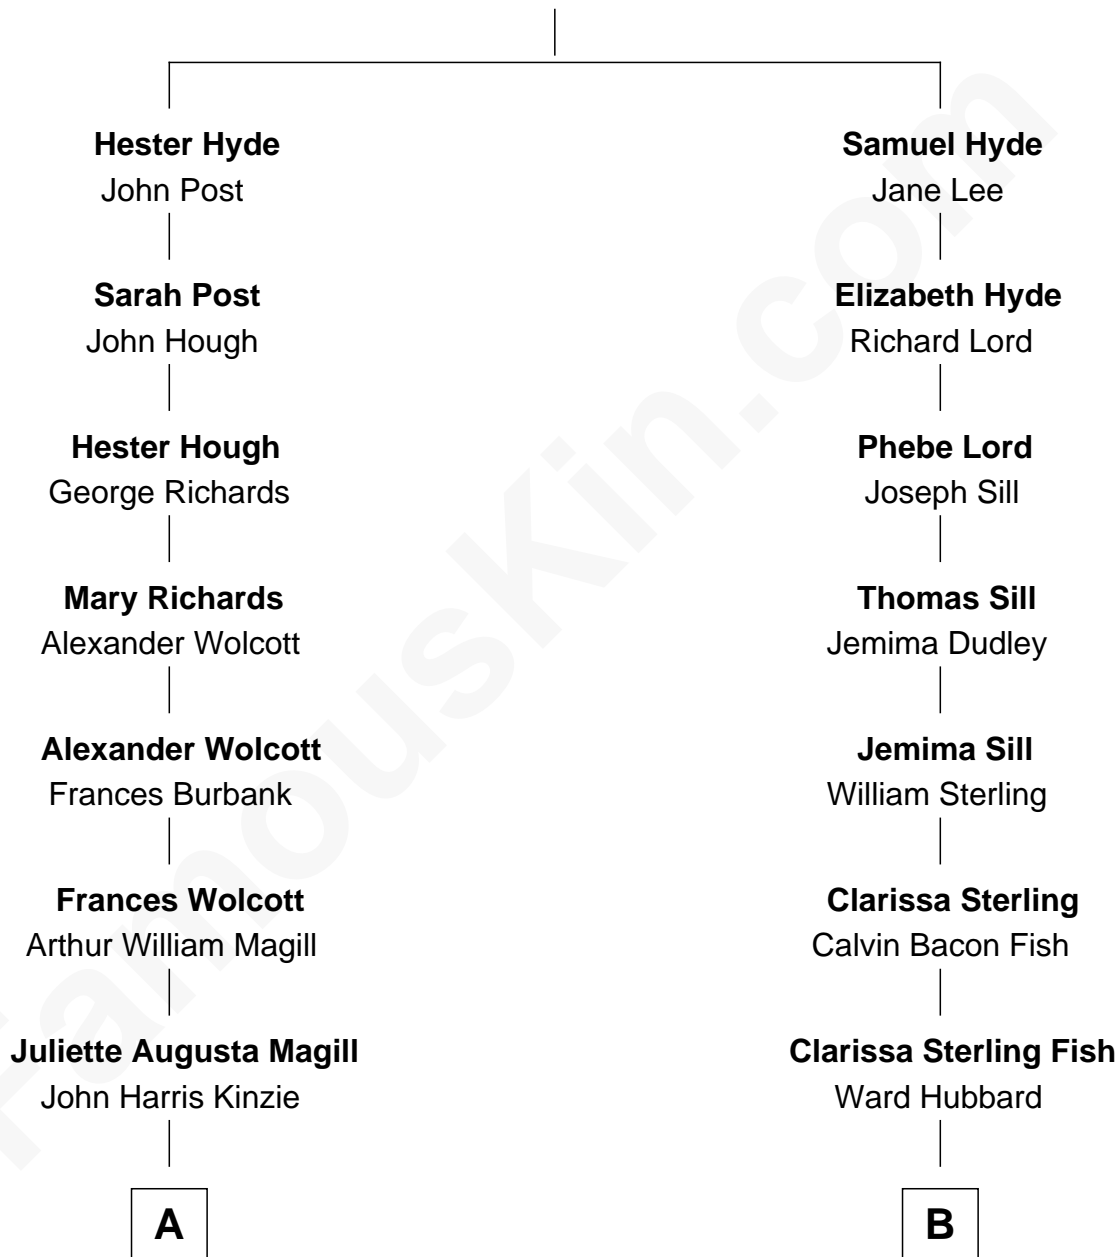 Hester Hyde
John Post
Samuel Hyde
Jane Lee
Sarah Post
John Hough
Elizabeth Hyde
Richard Lord
Hester Hough
George Richards
Phebe Lord
Joseph Sill
Mary Richards
Alexander Wolcott
Thomas Sill
Jemima Dudley
Alexander Wolcott
Frances Burbank
Jemima Sill
William Sterling
Frances Wolcott
Arthur William Magill
Clarissa Sterling
Calvin Bacon Fish
Juliette Augusta Magill
John Harris Kinzie
Clarissa Sterling Fish
Ward Hubbard
A
B
FamousKin.com